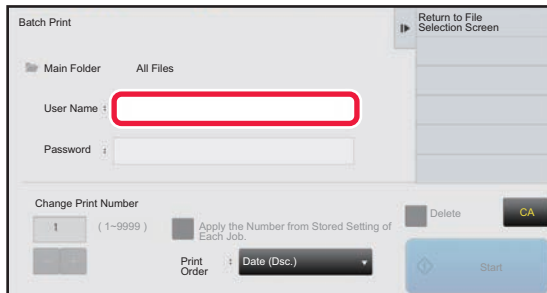 Batch Print
Return to File
Selection Screen
Main Folder All Files
User Name :
Password :
Change Print Number
1 ( 1~9999 )
Apply the Number from Stored Setting of
Each Job.
Delete
CA
Print
Order : Date (Dsc.)
Start